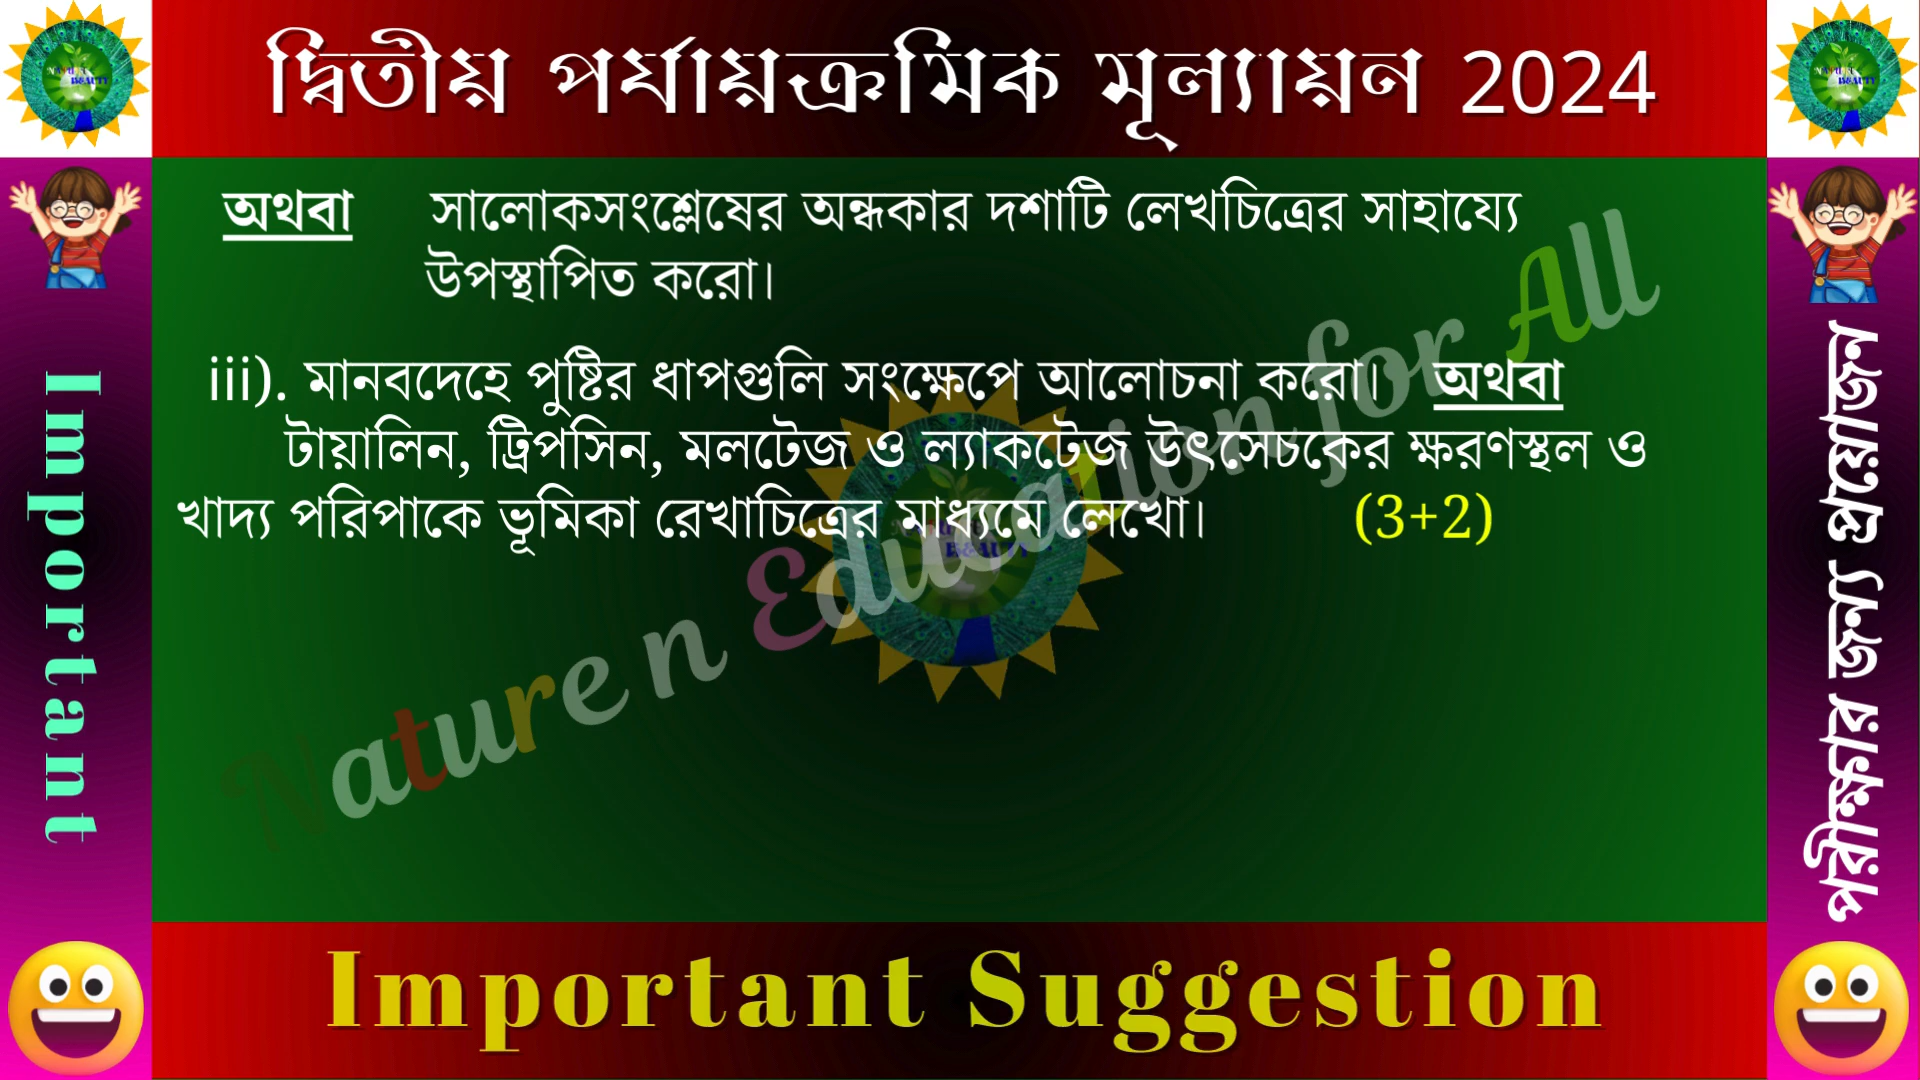 দ্বিতীয় পর্যায়ক্রমিক মূল্যায়ন 2024
অথবা সালোকসংশ্লেষের অন্ধকার দশাটি লেখচিত্রের সাহায্যে
উপস্থাপিত করো।
iii). মানবদেহে পুষ্টির ধাপগুলি সংক্ষেপে আলোচনা করো। অথবা
টায়ালিন, ট্রিপসিন, মলটেজ ও ল্যাকটেজ উৎসেচকের ক্ষরণস্থল ও
খাদ্য পরিপাকে ভূমিকা রেখাচিত্রের মাধ্যমে লেখো। (3+2)
Nature n Education for All
Important
পরীক্ষার জন্য প্রয়োজন
Important Suggestion